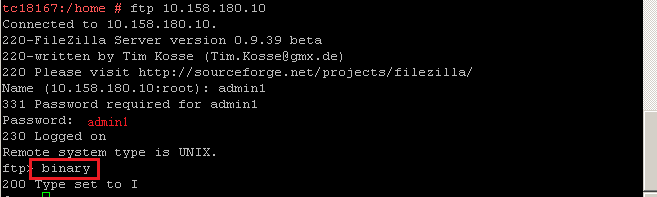 tc18167:/home # ftp 10.158.180.10
Connected to 10.158.180.10.
220-FileZilla Server version 0.9.39 beta
220-written by Tim Kosse (Tim.Kosse@gmx.de)
220 Please visit http://sourceforge.net/projects/filezilla/
Name (10.158.180.10:root): admin1
331 Password required for admin1
Password: admin1
230 Logged on
Remote system type is UNIX.
ftp> binary
200 Type set to I